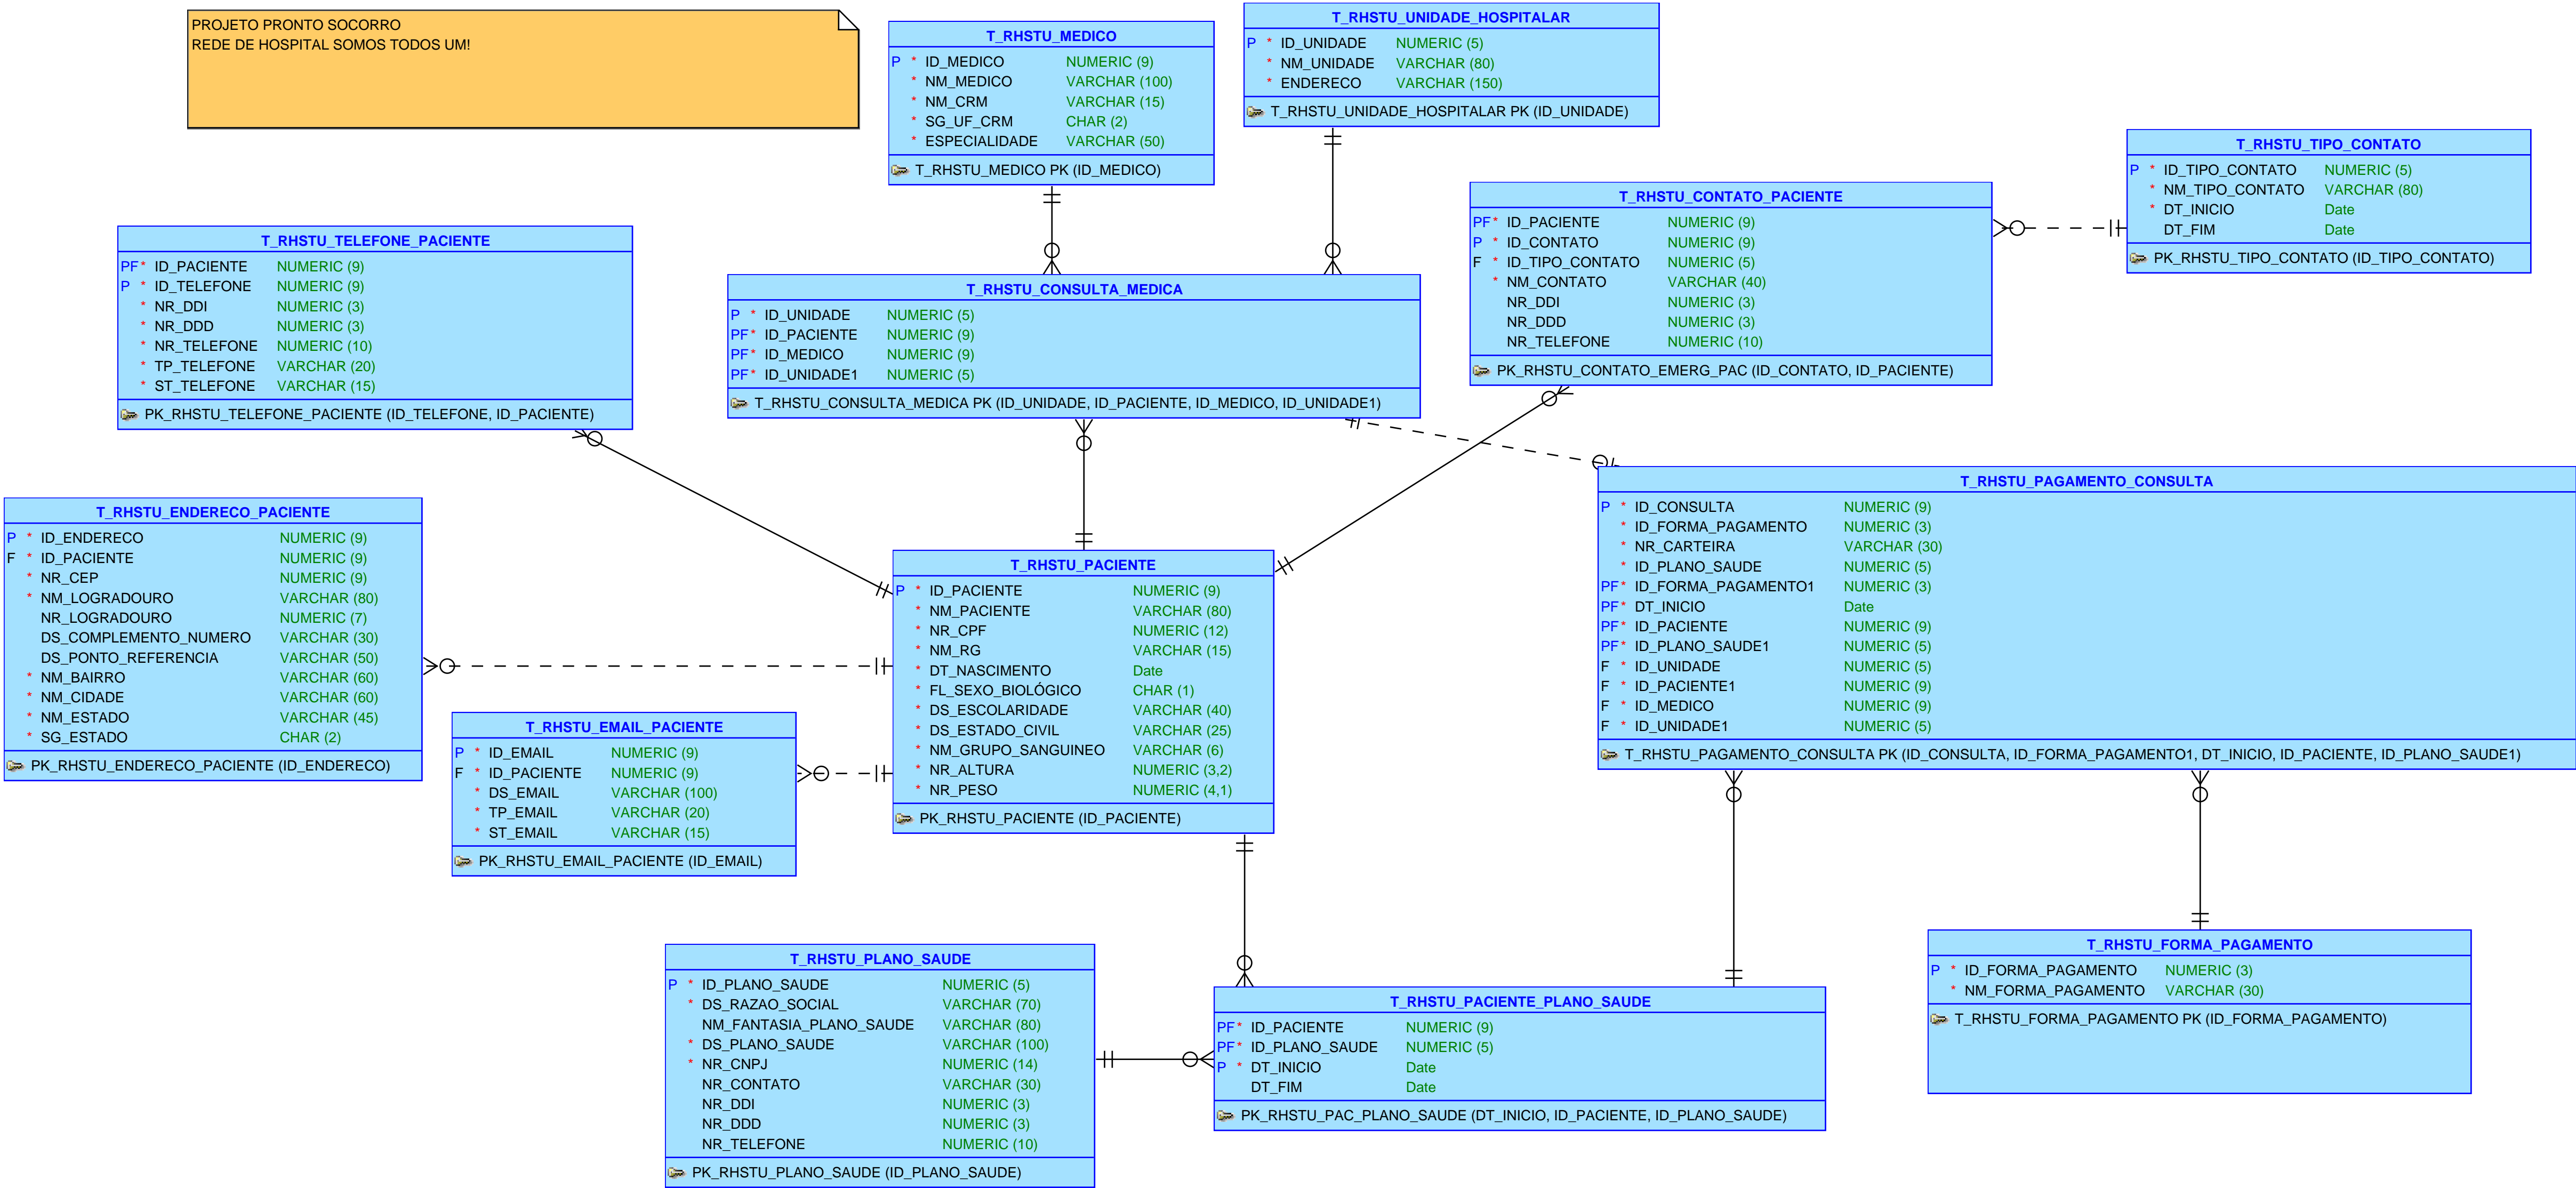 PROJETO PRONTO SOCORRO
REDE DE HOSPITAL SOMOS TODOS UM!
T_RHSTU_MEDICO
P * ID_MEDICO NUMERIC (9)
* NM_MEDICO VARCHAR (100)
* NM_CRM VARCHAR (15)
* SG_UF_CRM CHAR (2)
* ESPECIALIDADE VARCHAR (50)
T_RHSTU_MEDICO PK (ID_MEDICO)
T_RHSTU_UNIDADE_HOSPITALAR
P * ID_UNIDADE NUMERIC (5)
* NM_UNIDADE VARCHAR (80)
* ENDERECO VARCHAR (150)
T_RHSTU_UNIDADE_HOSPITALAR PK (ID_UNIDADE)
T_RHSTU_TIPO_CONTATO
P * ID_TIPO_CONTATO NUMERIC (5)
* NM_TIPO_CONTATO VARCHAR (80)
* DT_INICIO Date
DT_FIM Date
PK_RHSTU_TIPO_CONTATO (ID_TIPO_CONTATO)
T_RHSTU_CONTATO_PACIENTE
PF* ID_PACIENTE NUMERIC (9)
P * ID_CONTATO NUMERIC (9)
F * ID_TIPO_CONTATO NUMERIC (5)
* NM_CONTATO VARCHAR (40)
NR_DDI NUMERIC (3)
NR_DDD NUMERIC (3)
NR_TELEFONE NUMERIC (10)
PK_RHSTU_CONTATO_EMERG_PAC (ID_CONTATO, ID_PACIENTE)
T_RHSTU_TELEFONE_PACIENTE
PF* ID_PACIENTE NUMERIC (9)
P * ID_TELEFONE NUMERIC (9)
* NR_DDI NUMERIC (3)
* NR_DDD NUMERIC (3)
* NR_TELEFONE NUMERIC (10)
* TP_TELEFONE VARCHAR (20)
* ST_TELEFONE VARCHAR (15)
PK_RHSTU_TELEFONE_PACIENTE (ID_TELEFONE, ID_PACIENTE)
T_RHSTU_CONSULTA_MEDICA
P * ID_UNIDADE NUMERIC (5)
PF* ID_PACIENTE NUMERIC (9)
PF* ID_MEDICO NUMERIC (9)
PF* ID_UNIDADE1 NUMERIC (5)
T_RHSTU_CONSULTA_MEDICA PK (ID_UNIDADE, ID_PACIENTE, ID_MEDICO, ID_UNIDADE1)
T_RHSTU_PAGAMENTO_CONSULTA
P * ID_CONSULTA NUMERIC (9)
* ID_FORMA_PAGAMENTO NUMERIC (3)
* NR_CARTEIRA VARCHAR (30)
* ID_PLANO_SAUDE NUMERIC (5)
PF* ID_FORMA_PAGAMENTO1 NUMERIC (3)
PF* DT_INICIO Date
PF* ID_PACIENTE NUMERIC (9)
PF* ID_PLANO_SAUDE1 NUMERIC (5)
F * ID_UNIDADE NUMERIC (5)
F * ID_PACIENTE1 NUMERIC (9)
F * ID_MEDICO NUMERIC (9)
F * ID_UNIDADE1 NUMERIC (5)
T_RHSTU_PAGAMENTO_CONSULTA PK (ID_CONSULTA, ID_FORMA_PAGAMENTO1, DT_INICIO, ID_PACIENTE, ID_PLANO_SAUDE1)
T_RHSTU_ENDERECO_PACIENTE
P * ID_ENDERECO NUMERIC (9)
F * ID_PACIENTE NUMERIC (9)
* NR_CEP NUMERIC (9)
* NM_LOGRADOURO VARCHAR (80)
NR_LOGRADOURO NUMERIC (7)
DS_COMPLEMENTO_NUMERO VARCHAR (30)
DS_PONTO_REFERENCIA VARCHAR (50)
* NM_BAIRRO VARCHAR (60)
* NM_CIDADE VARCHAR (60)
* NM_ESTADO VARCHAR (45)
* SG_ESTADO CHAR (2)
PK_RHSTU_ENDERECO_PACIENTE (ID_ENDERECO)
T_RHSTU_PACIENTE
P * ID_PACIENTE NUMERIC (9)
* NM_PACIENTE VARCHAR (80)
* NR_CPF NUMERIC (12)
* NM_RG VARCHAR (15)
* DT_NASCIMENTO Date
* FL_SEXO_BIOLÓGICO CHAR (1)
* DS_ESCOLARIDADE VARCHAR (40)
* DS_ESTADO_CIVIL VARCHAR (25)
* NM_GRUPO_SANGUINEO VARCHAR (6)
* NR_ALTURA NUMERIC (3,2)
* NR_PESO NUMERIC (4,1)
PK_RHSTU_PACIENTE (ID_PACIENTE)
T_RHSTU_EMAIL_PACIENTE
P * ID_EMAIL NUMERIC (9)
F * ID_PACIENTE NUMERIC (9)
* DS_EMAIL VARCHAR (100)
* TP_EMAIL VARCHAR (20)
* ST_EMAIL VARCHAR (15)
PK_RHSTU_EMAIL_PACIENTE (ID_EMAIL)
T_RHSTU_PLANO_SAUDE
P * ID_PLANO_SAUDE NUMERIC (5)
* DS_RAZAO_SOCIAL VARCHAR (70)
NM_FANTASIA_PLANO_SAUDE VARCHAR (80)
* DS_PLANO_SAUDE VARCHAR (100)
* NR_CNPJ NUMERIC (14)
NR_CONTATO VARCHAR (30)
NR_DDI NUMERIC (3)
NR_DDD NUMERIC (3)
NR_TELEFONE NUMERIC (10)
PK_RHSTU_PLANO_SAUDE (ID_PLANO_SAUDE)
T_RHSTU_PACIENTE_PLANO_SAUDE
PF* ID_PACIENTE NUMERIC (9)
PF* ID_PLANO_SAUDE NUMERIC (5)
P * DT_INICIO Date
DT_FIM Date
PK_RHSTU_PAC_PLANO_SAUDE (DT_INICIO, ID_PACIENTE, ID_PLANO_SAUDE)
T_RHSTU_FORMA_PAGAMENTO
P * ID_FORMA_PAGAMENTO NUMERIC (3)
* NM_FORMA_PAGAMENTO VARCHAR (30)
T_RHSTU_FORMA_PAGAMENTO PK (ID_FORMA_PAGAMENTO)